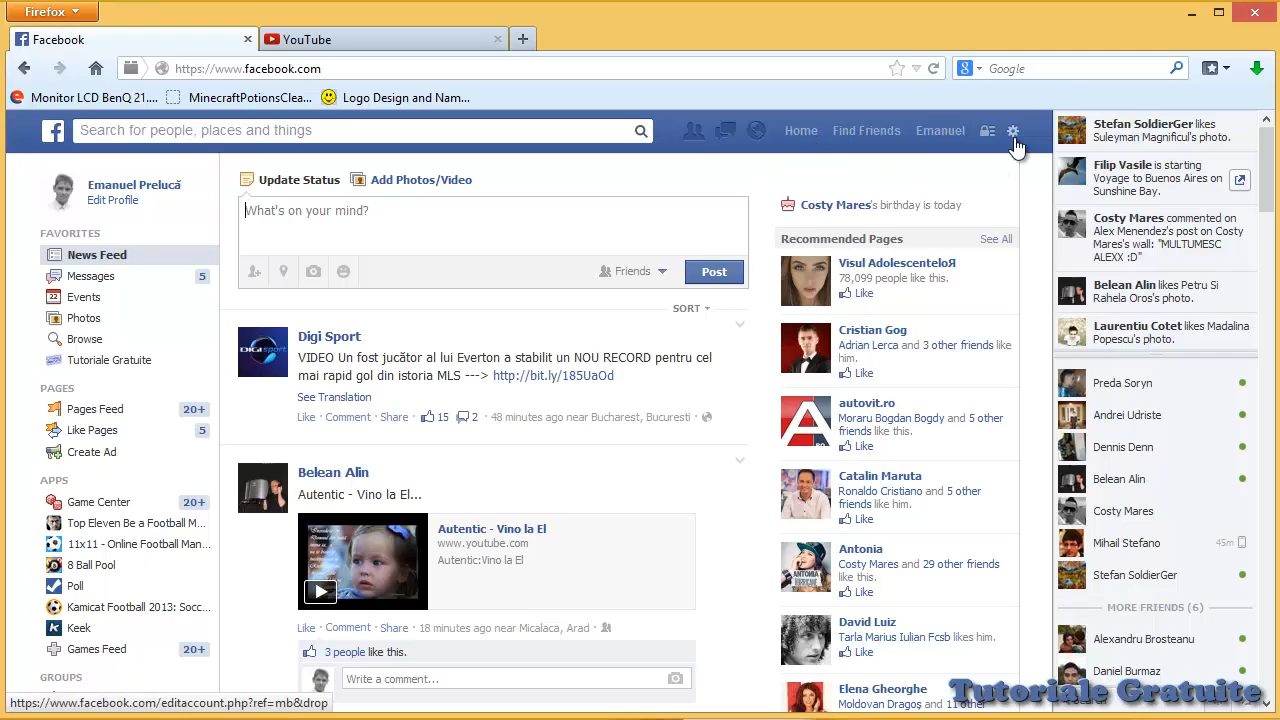 Firefox
Facebook
YouTube
https://www.facebook.com
Google
Monitor LCD BenQ 21....
MinecraftPotionsClea...
Logo Design and Nam...
Search for people, places and things
Home
Find Friends
Emanuel
Emanuel Prelucă
Edit Profile
FAVORITES
News Feed
Messages
5
Events
Photos
Browse
Tutoriale Gratuite
PAGES
Pages Feed
20+
Like Pages
5
Create Ad
APPS
Game Center
20+
Top Eleven Be a Football M...
11x11 - Online Football Man...
8 Ball Pool
Poll
Kamicat Football 2013: Socc...
Keek
Games Feed
20+
GROUPS
https://www.facebook.com/editaccount.php?ref=mb&drop
Update Status
Add Photos/Video
What's on your mind?
Friends
Post
SORT
Digi Sport
VIDEO Un fost jucător al lui Everton a stabilit un NOU RECORD pentru cel
mai rapid gol din istoria MLS ---> http://bit.ly/185UaOd
See Translation
Like · Comment · Share · 15 2 · 48 minutes ago near Bucharest, Bucuresti ·
Belean Alin
Autentic - Vino la El...
Autentic - Vino la El
www.youtube.com
Autentic:Vino la El
Like · Comment · Share · 18 minutes ago near Micalaca, Arad ·
3 people like this.
Write a comment...
Costy Mares's birthday is today
Recommended Pages
See All
Visul AdolescenteloЯ
78,099 people like this.
Like
Cristian Gog
Adrian Lerca and 3 other friends like
him.
Like
autovit.ro
Moraru Bogdan Bogdy and 5 other
friends like this.
Like
Catalin Maruta
Ronaldo Cristiano and 5 other
friends like him.
Like
Antonia
Costy Mares and 29 other friends
like this.
Like
David Luiz
Tarla Marius Iulian Fcsb likes him.
Like
Elena Gheorghe
Moldovan Dragoş and 5 other
Stefan SoldierGer likes
Suleyman Magnificul's photo.
Filip Vasile is starting
Voyage to Buenos Aires on
Sunshine Bay.
Costy Mares commented on
Alex Menendez's post on Costy
Mares's wall: "MULTUMESC
ALEXX :D"
Belean Alin likes Petru Si
Rahela Oros's photo.
Laurentiu Cotet likes Madalina
Popescu's photo.
Preda Soryn
Andrei Udriste
Dennis Denn
Belean Alin
Costy Mares
Mihail Stefano
45m
Stefan SoldierGer
MORE FRIENDS (6)
Alexandru Brosteanu
Daniel Burmaz
Tutoriale Gratuite